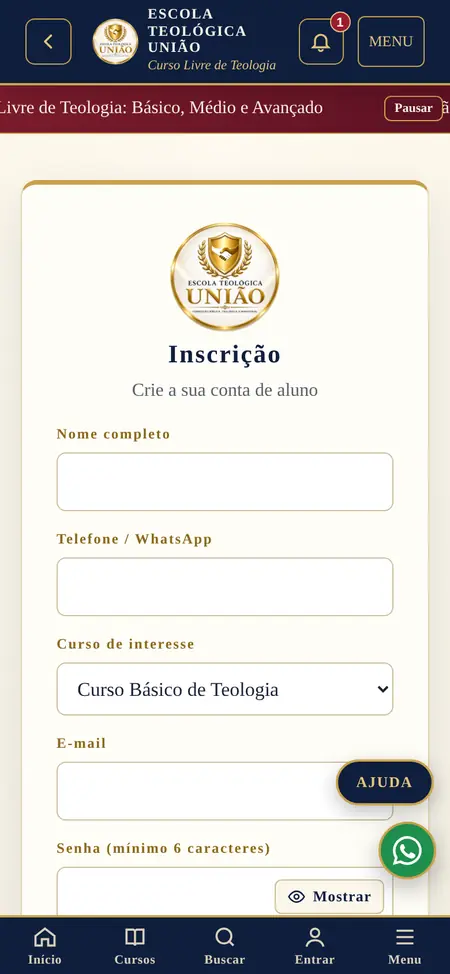 ESCOLA
TEOLÓGICA
UNIÃO
Curso Livre de Teologia
1
MENU
Livre de Teologia: Básico, Médio e Avançado
Pausar
ESCOLA TEOLÓGICA
UNIÃO
Inscrição
Crie a sua conta de aluno
Nome completo
Telefone / WhatsApp
Curso de interesse
Curso Básico de Teologia
E-mail
AJUDA
Senha (mínimo 6 caracteres)
Mostrar
Início
Cursos
Buscar
Entrar
Menu